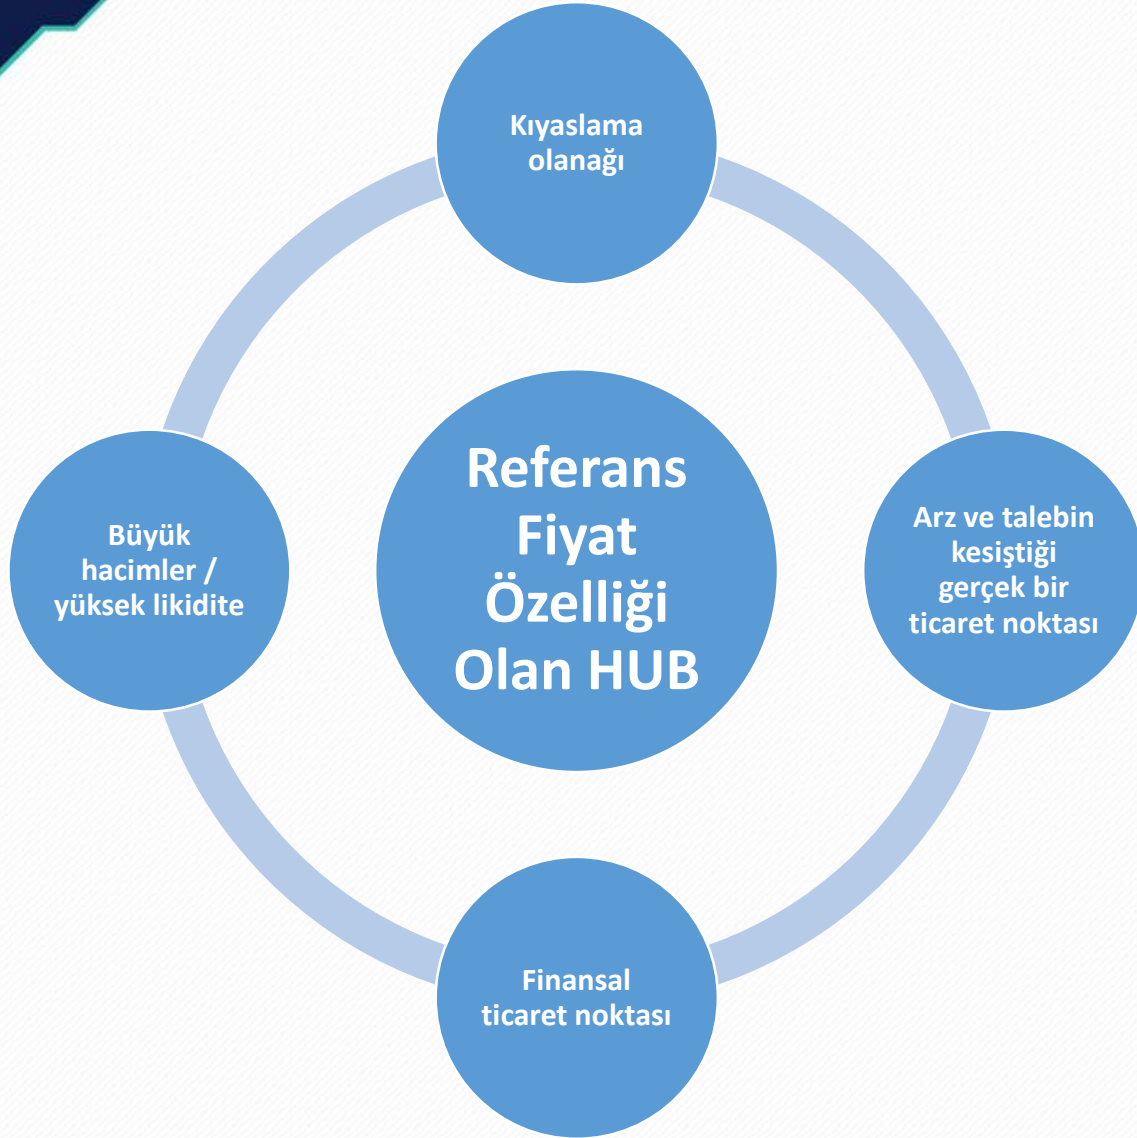 Kıyaslama
olanağı
Referans
Fiyat
Özelliği
Olan HUB
Arz ve talebin
kesiştiği
gerçek bir
ticaret noktası
Finansal
ticaret noktası
Büyük
hacimler /
yüksek likidite